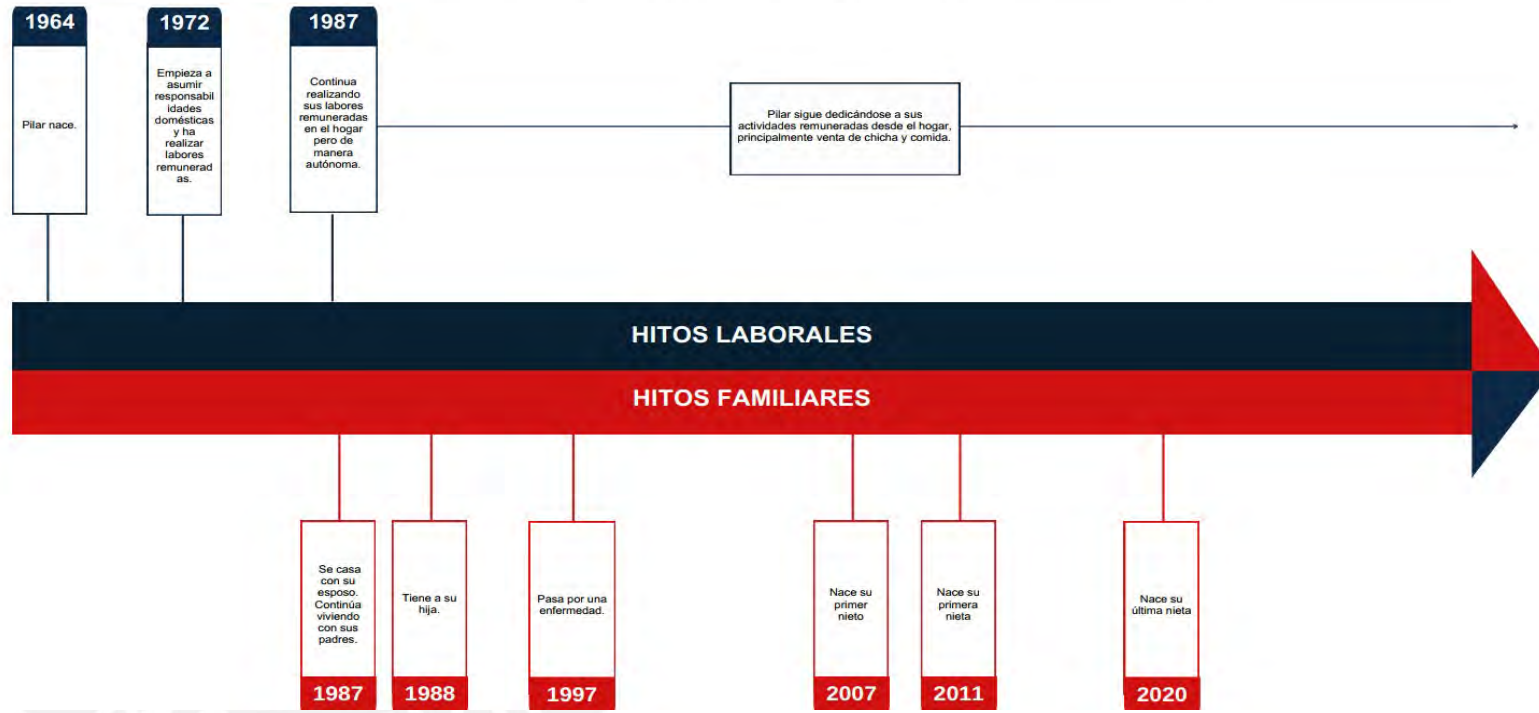 1964
Pilar nace.
1972
Empieza a
asumir
responsabil
idades
domésticas
y ha
realizar
labores
remunerad
as.
1987
Continua
realizando
sus labores
remuneradas
en el hogar
pero de
manera
autónoma.
Pilar sigue dedicándose a sus
actividades remuneradas desde el hogar,
principalmente venta de chicha y comida.
HITOS LABORALES
HITOS FAMILIARES
Se casa
con su
esposo.
Continúa
viviendo
con sus
padres.
1987
Tiene a su
hija.
1988
Pasa por una
enfermedad.
1997
Nace su
primer
nieto
2007
Nace su
primera
nieta
2011
Nace su
última nieta
2020